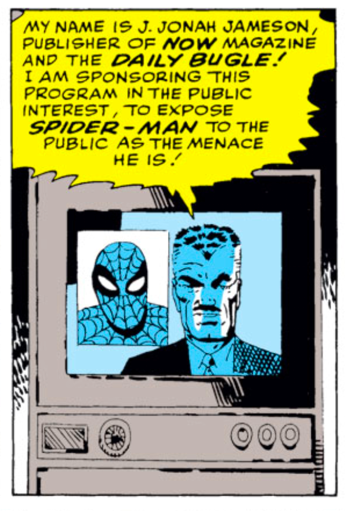 MY NAME IS J. JONAH JAMESON,
PUBLISHER OF NOW MAGAZINE
AND THE DAILY BUGLE!
I AM SPONSORING THIS
PROGRAM IN THE PUBLIC
INTEREST, TO EXPOSE
SPIDER-MAN TO THE
PUBLIC AS THE MENACE
HE IS!